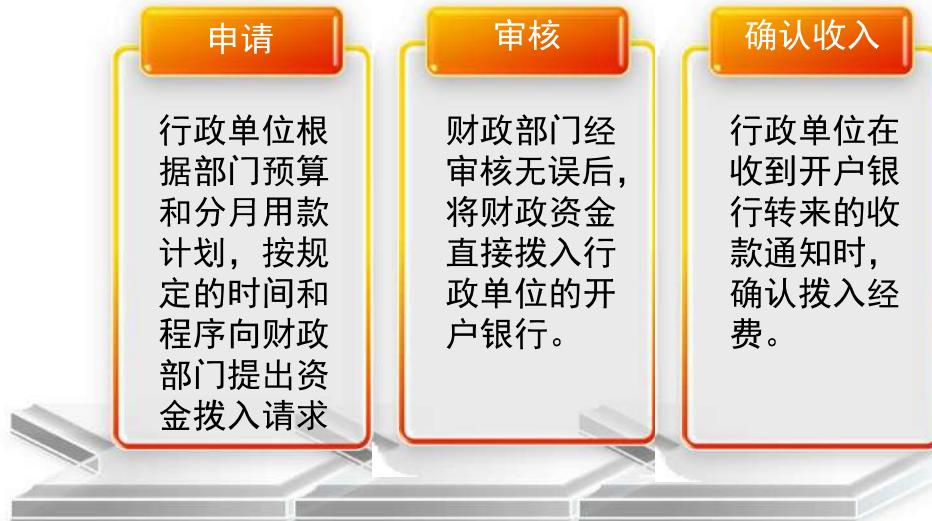 申请
行政单位根
据部门预算
和分月用款
计划，按规
定的时间和
程序向财政
部门提出资
金拨入请求
审核
财政部门经
审核无误后，
将财政资金
直接拨入行
政单位的开
户银行。
确认收入
行政单位在
收到开户银
行转来的收
款通知时，
确认拨入经
费。